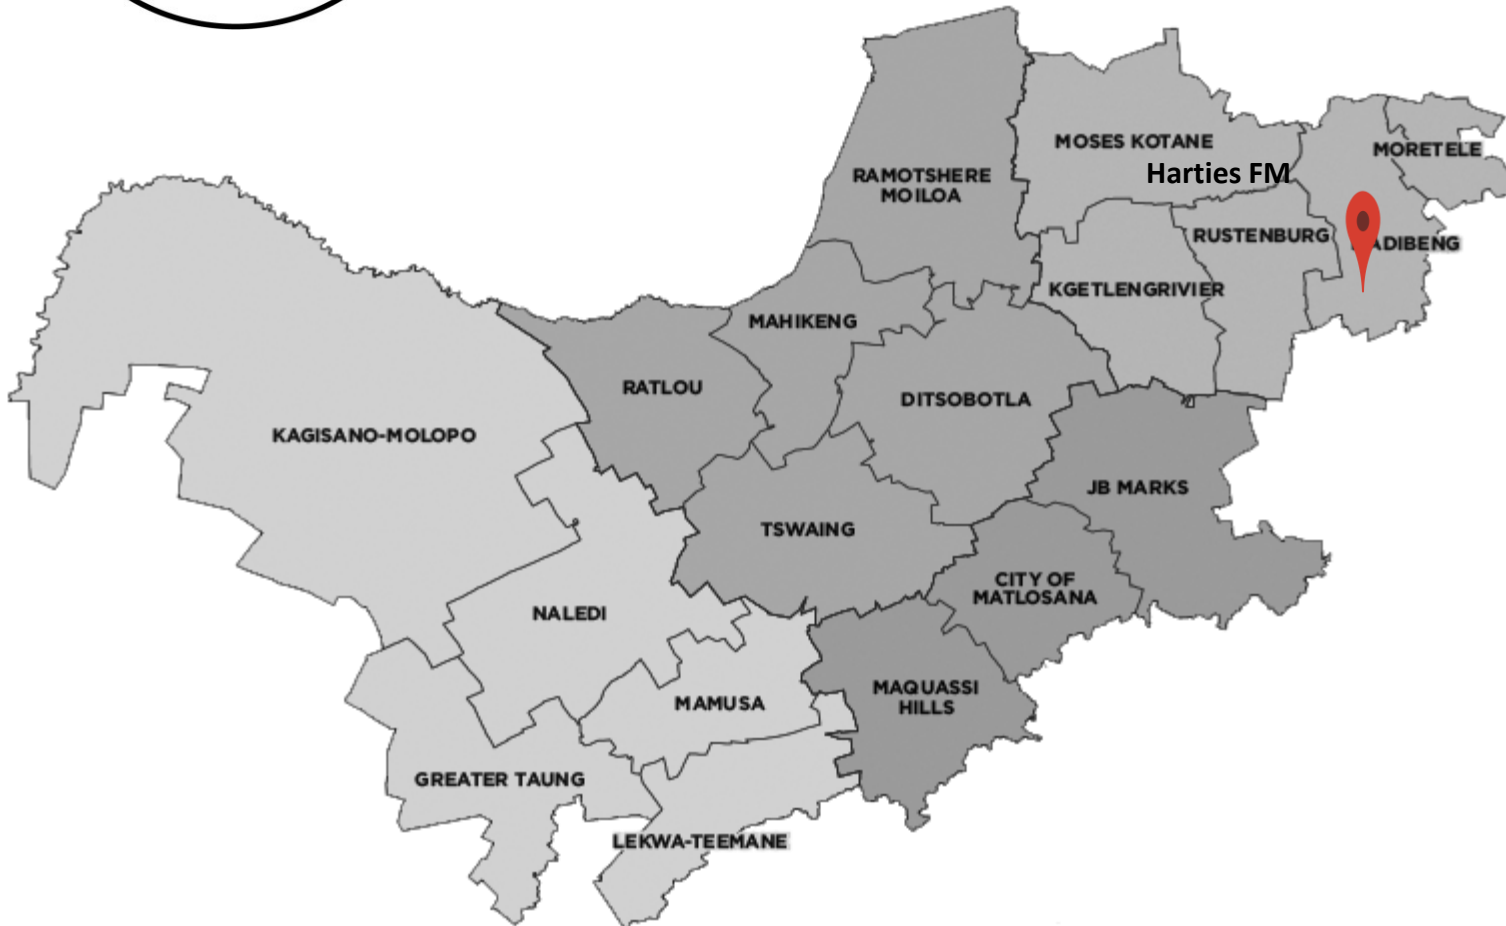 MOSES KOTANE
MORETELE
Harties FM
RAMOTSHERE
MOILOA
RUSTENBURG
ADIBENG
KGETLENGRIVIER
MAHIKENG
RATLOU
DITSOBOTLA
KAGISANO-MOLOPO
JB MARKS
TSWAING
CITY OF
MATLOSANA
NALEDI
MAQUASSI
HILLS
MAMUSA
GREATER TAUNG
LEKWA-TEEMANE